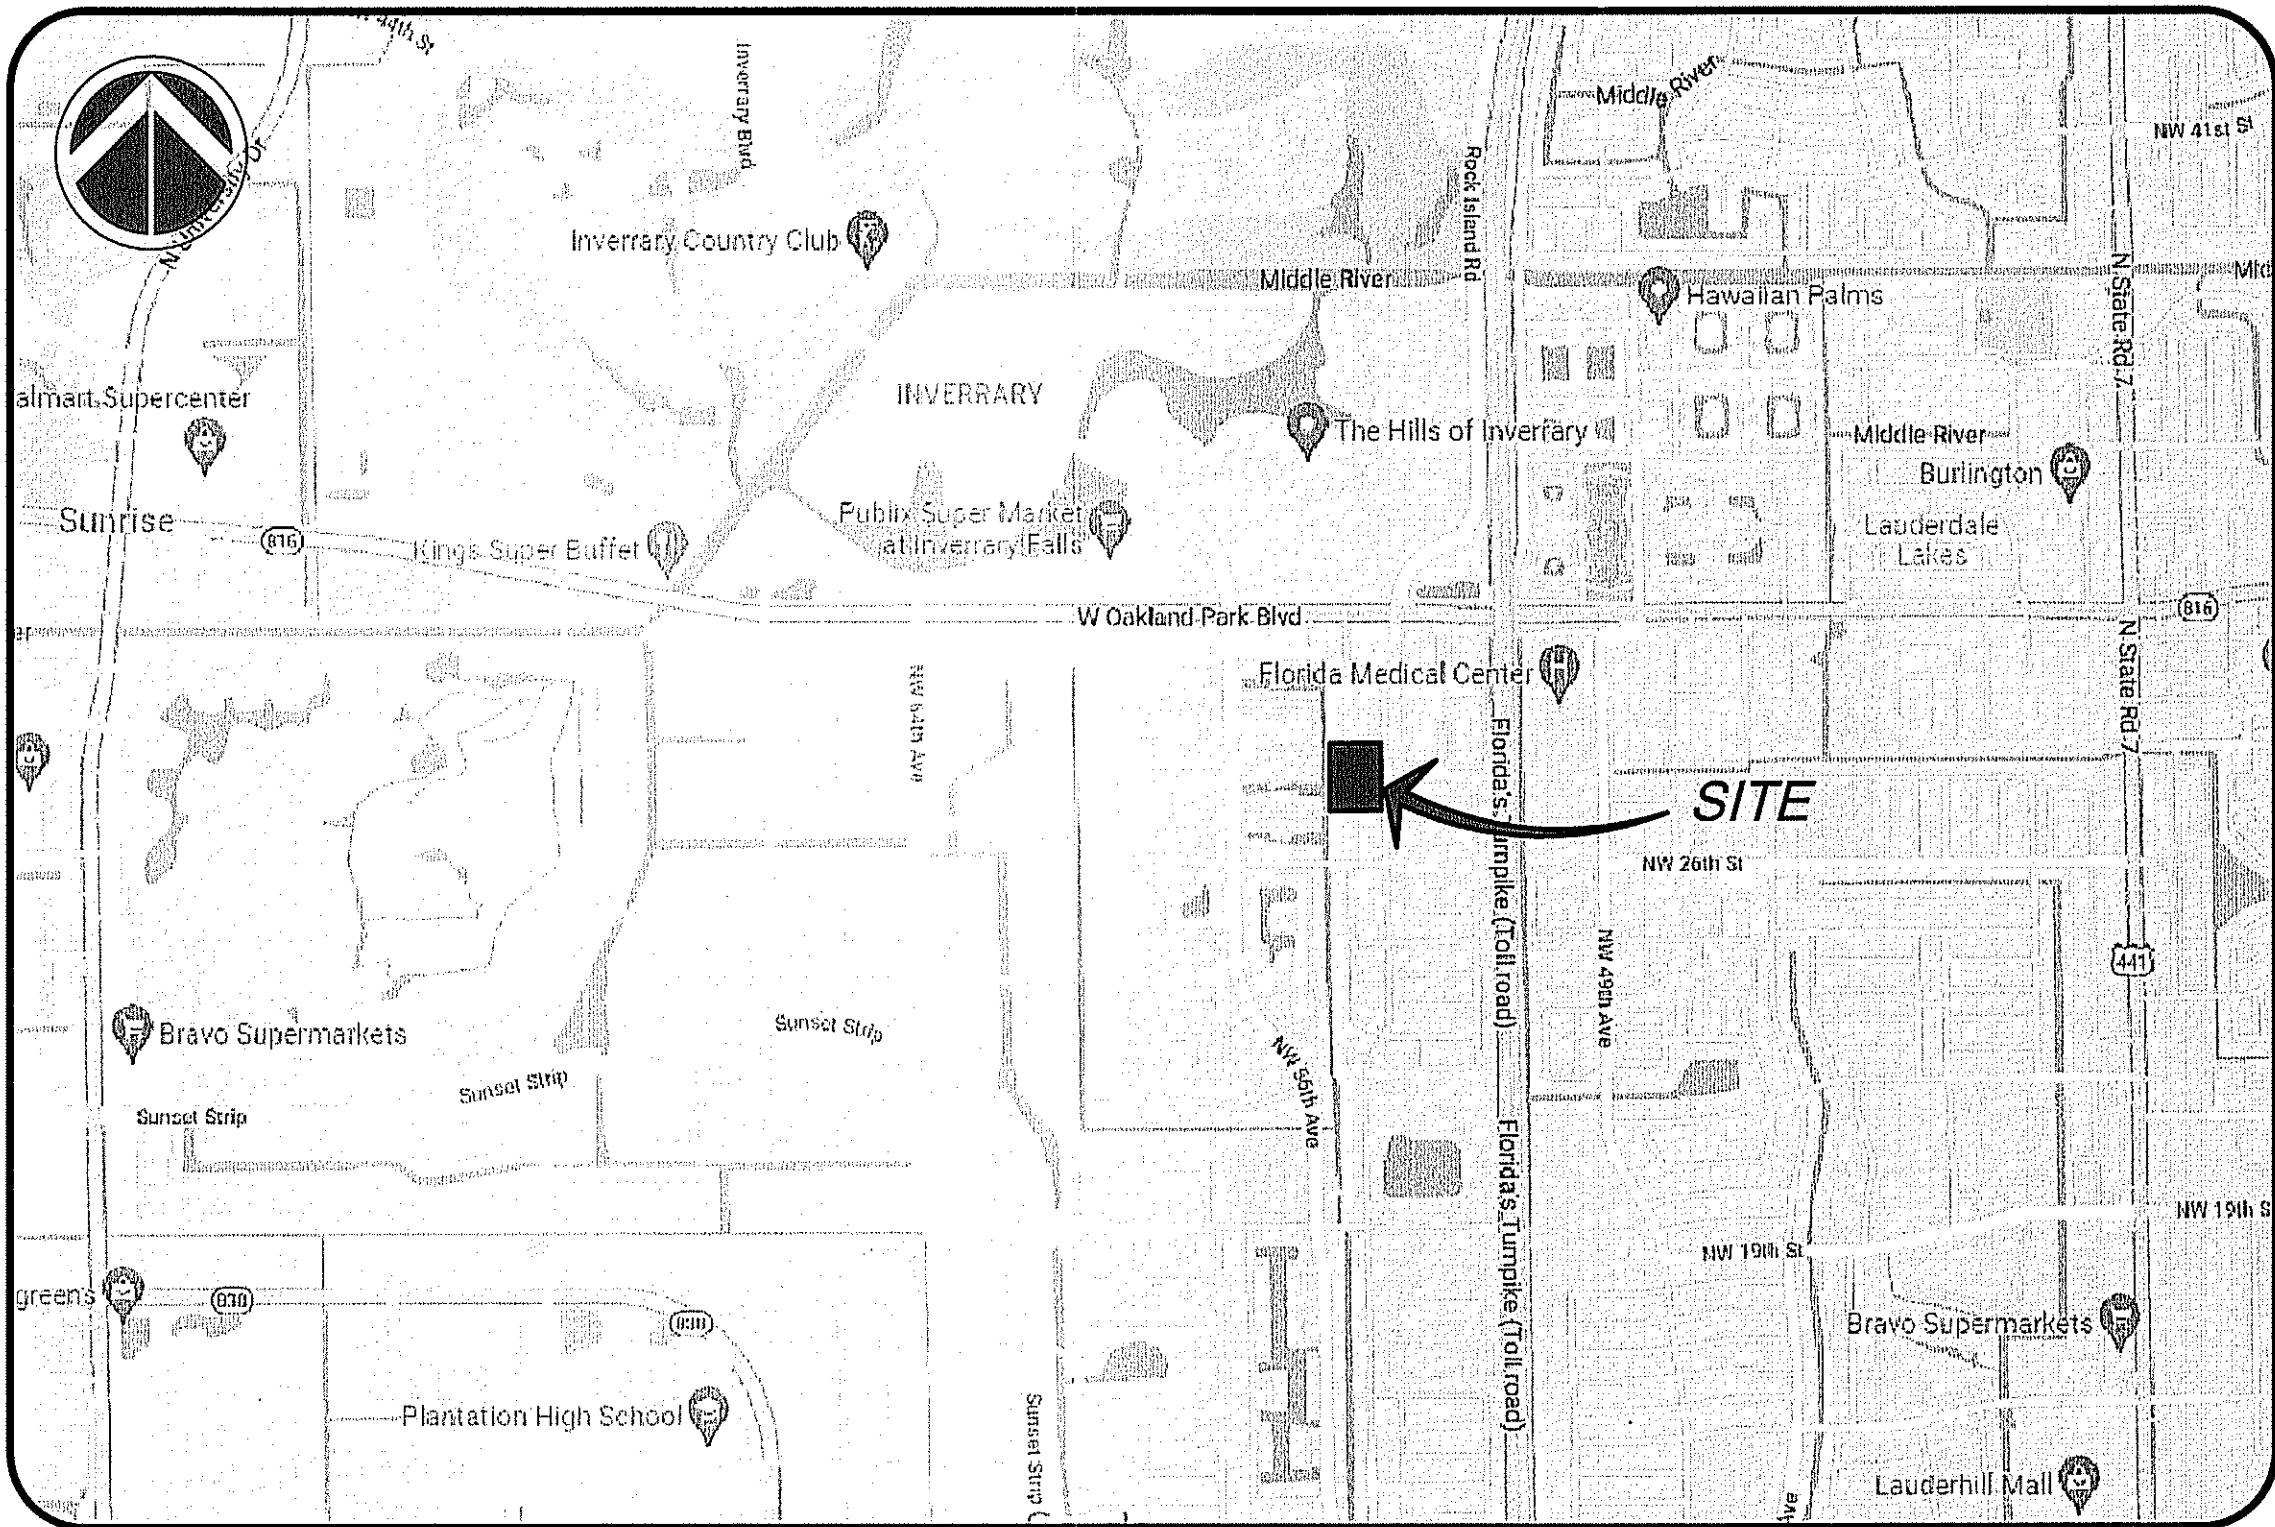 44th St
Inverrary Blvd
Middle River
NW 41st St
N University Dr
Rock Island Rd
Inverrary Country Club
Middle River
Mid
Hawaiian Palms
N State Rd 7
INVERRARY
almart Supercenter
The Hills of Inverrary
Middle River
Burlington
Sunrise
816
Kings Super Buffet
Publix Super Market
at Inverrary Falls
Lauderdale
Lakes
W Oakland Park Blvd
816
N State Rd 7
Florida Medical Center
NW 64th Ave
Florida's Turnpike (Toll road)
SITE
NW 26th St
NW 49th Ave
441
Bravo Supermarkets
Sunset Strip
Sunset Strip
Sunset Strip
NW 56th Ave
Florida's Turnpike (Toll road)
NW 19th S
NW 19th St
greens
838
838
Bravo Supermarkets
Plantation High School
Sunset Strip (
Lauderhill Mall
Ave